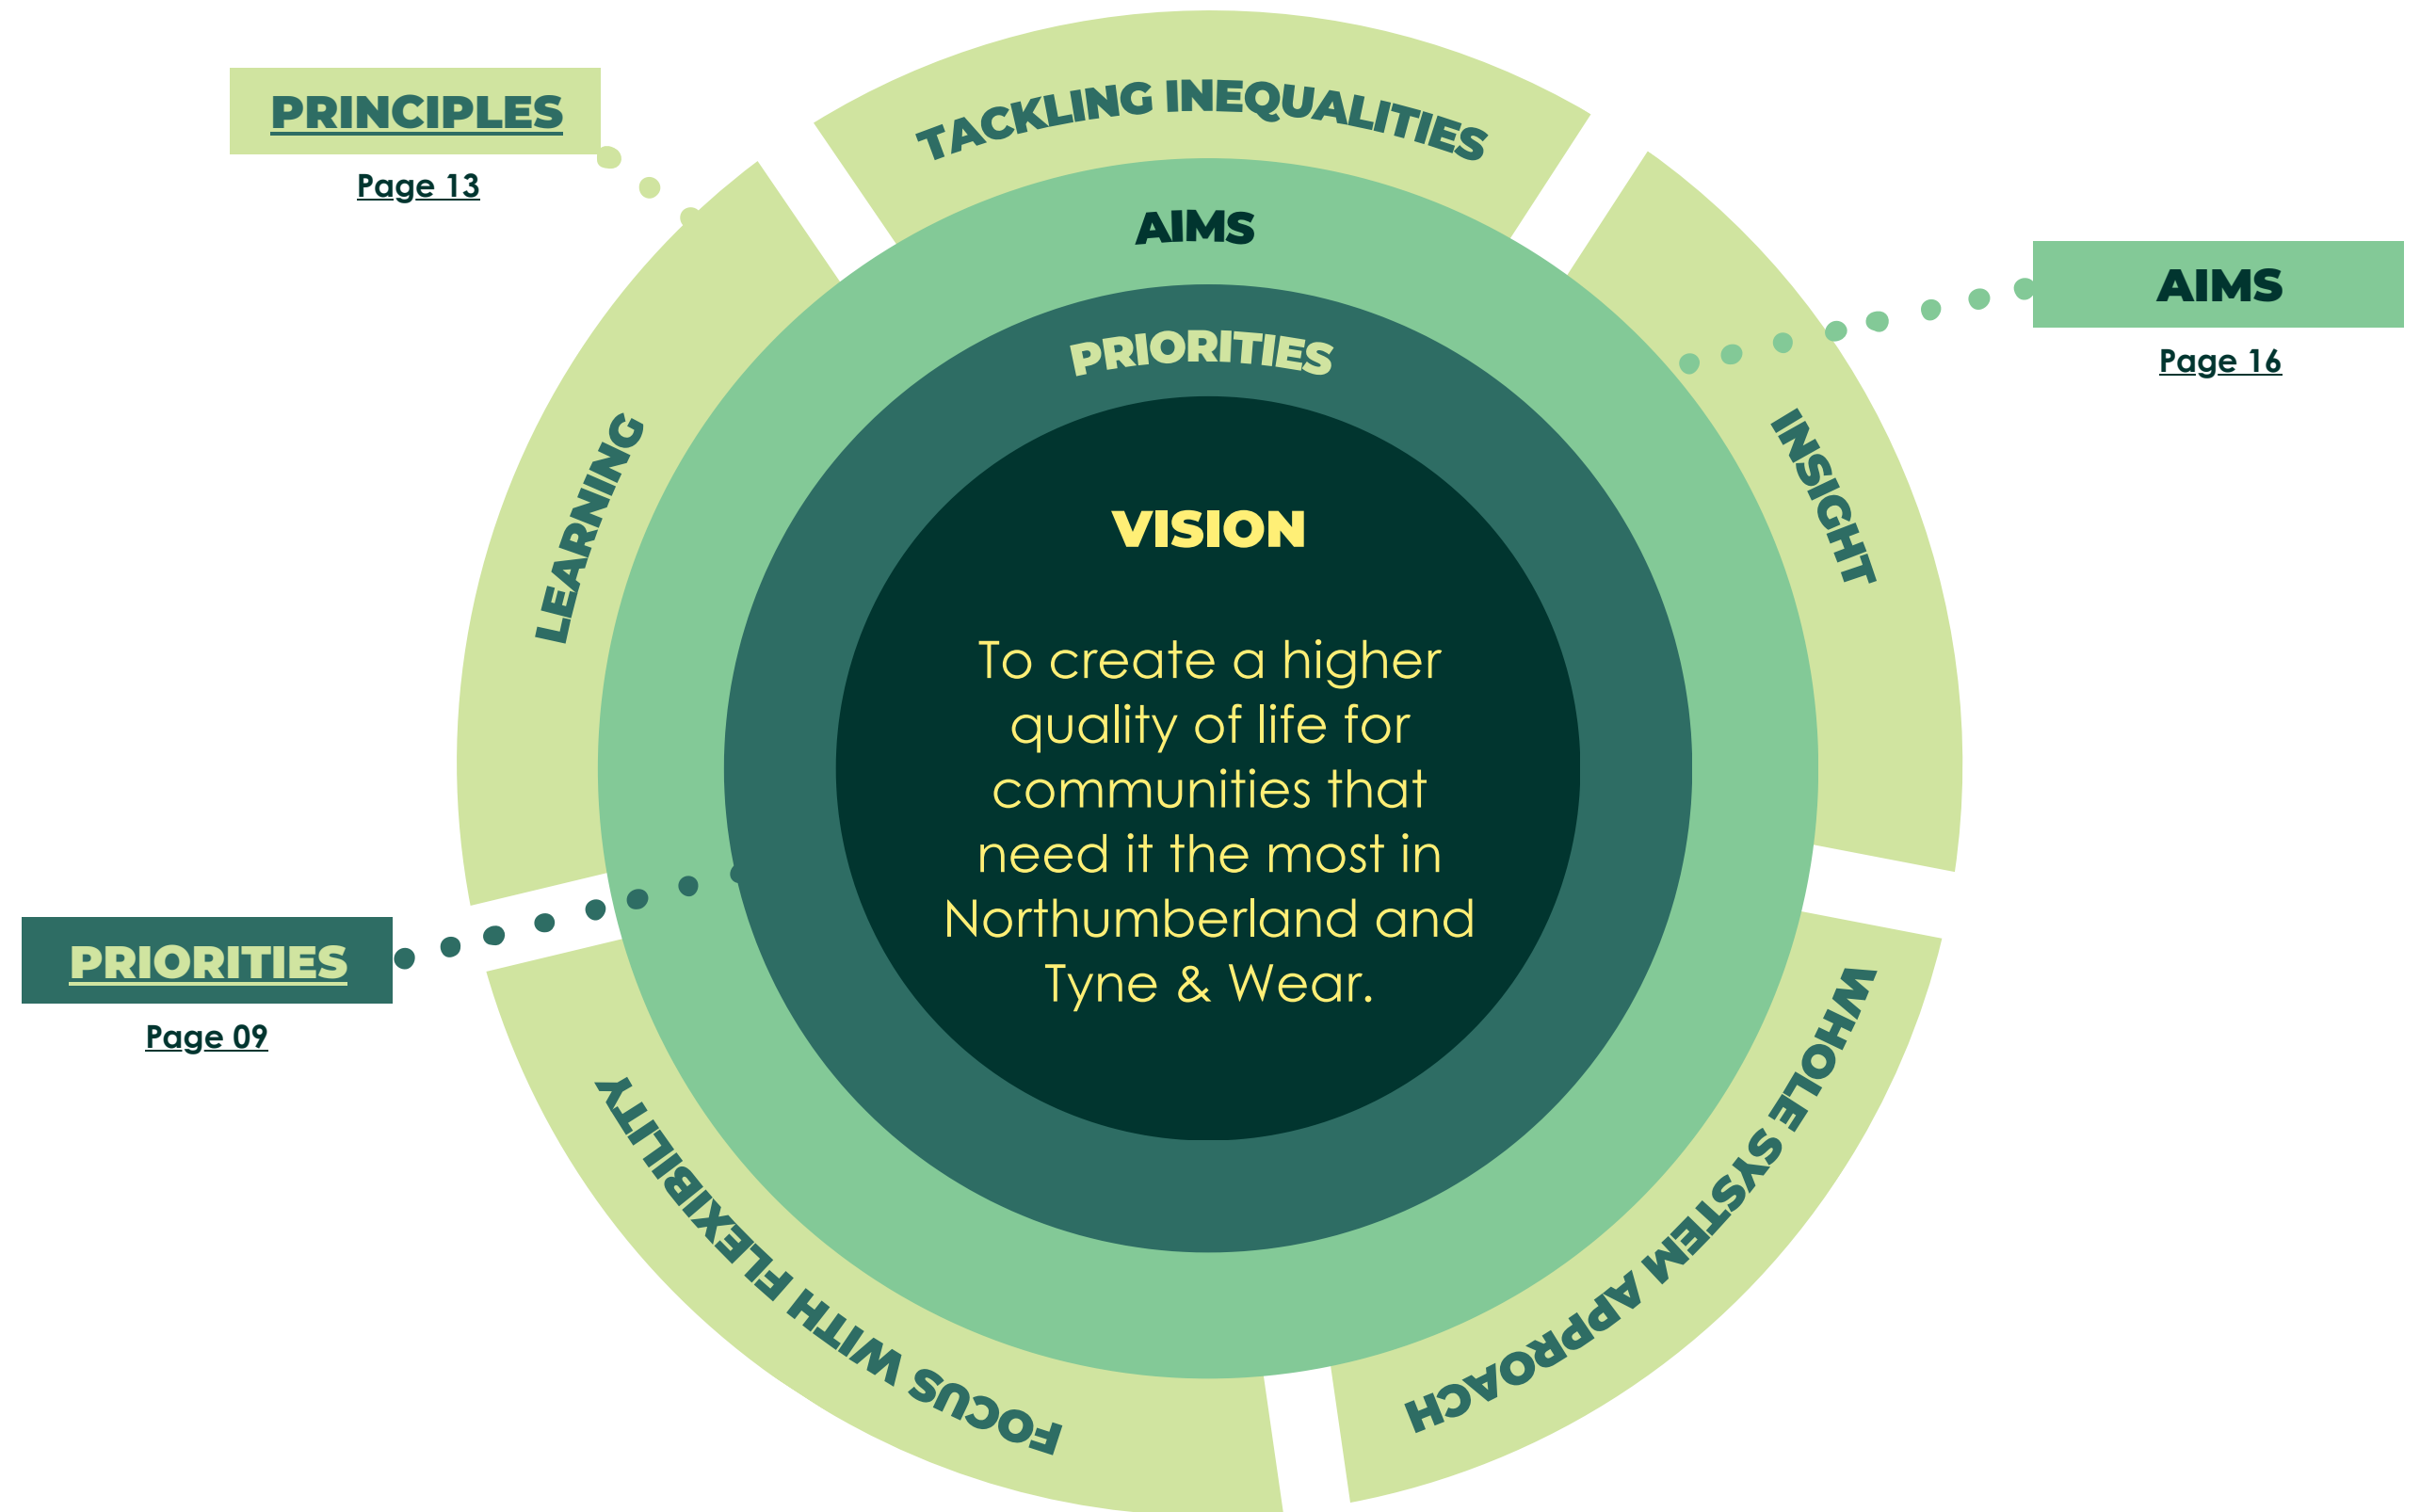 PRINCIPLES
Page 13
TACKLING INEQUALITIES
AIMS
Page 16
AIMS
PRIORITIES
LEARNING
INSIGHT
VISION
To create a higher
quality of life for
communities that
need it the most in
Northumberland and
Tyne & Wear.
PRIORITIES
Page 09
WHOLE SYSTEM APPROACH
FOCUS WITH FLEXIBILITY